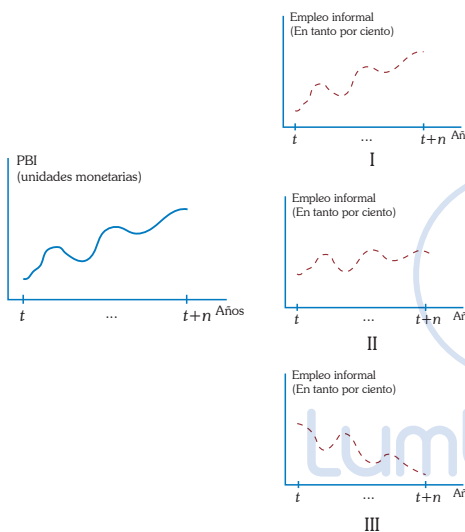 PBI
(unidades monetarias)
t
...
t+n
Años
Empleo informal
(En tanto por ciento)
t
...
t+n
I
Empleo informal
(En tanto por ciento)
t
...
t+n
II
Empleo informal
(En tanto por ciento)
t
...
t+n
III